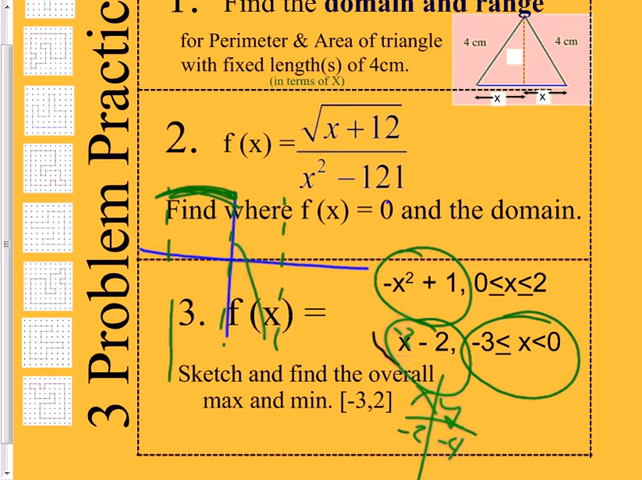 3 Problem Practic
1. Find the domain and range
for Perimeter & Area of triangle
with fixed length(s) of 4cm.
(in terms of X)
4 cm 4 cm
x x
2. f (x) = √x + 12 / x² - 121
Find where f (x) = 0 and the domain.
3. f (x) =
-x² + 1, 0≤x≤2
x - 2, -3≤ x<0
Sketch and find the overall
max and min. [-3,2]
x y
-2 -4